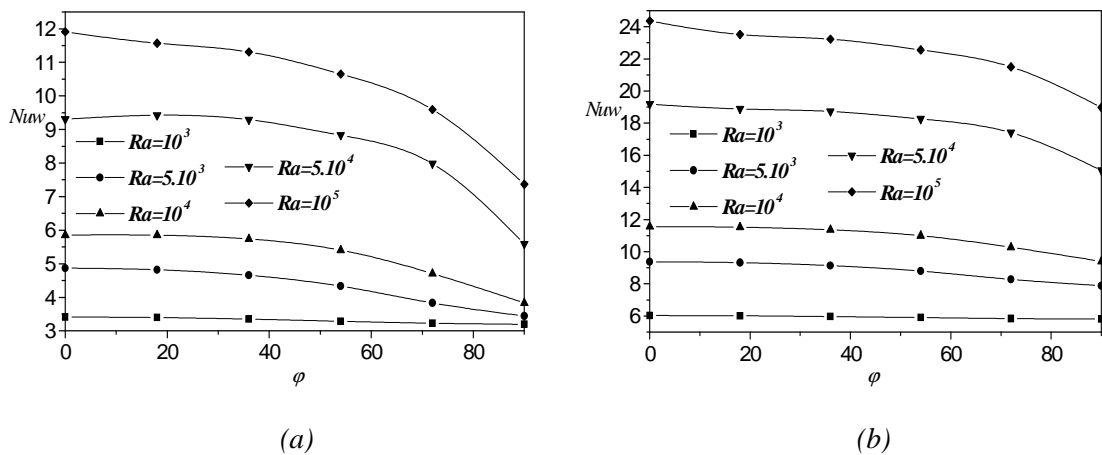 12
11
10
Nuw
9
8
7
6
5
4
3
Ra=10³
Ra=5.10³
Ra=10⁴
Ra=5.10⁴
Ra=10⁵
0 20 40 60 80
φ
(a)
24
22
20
Nuw
18
16
14
12
10
8
6
Ra=10³
Ra=5.10³
Ra=10⁴
Ra=5.10⁴
Ra=10⁵
0 20 40 60 80
φ
(b)